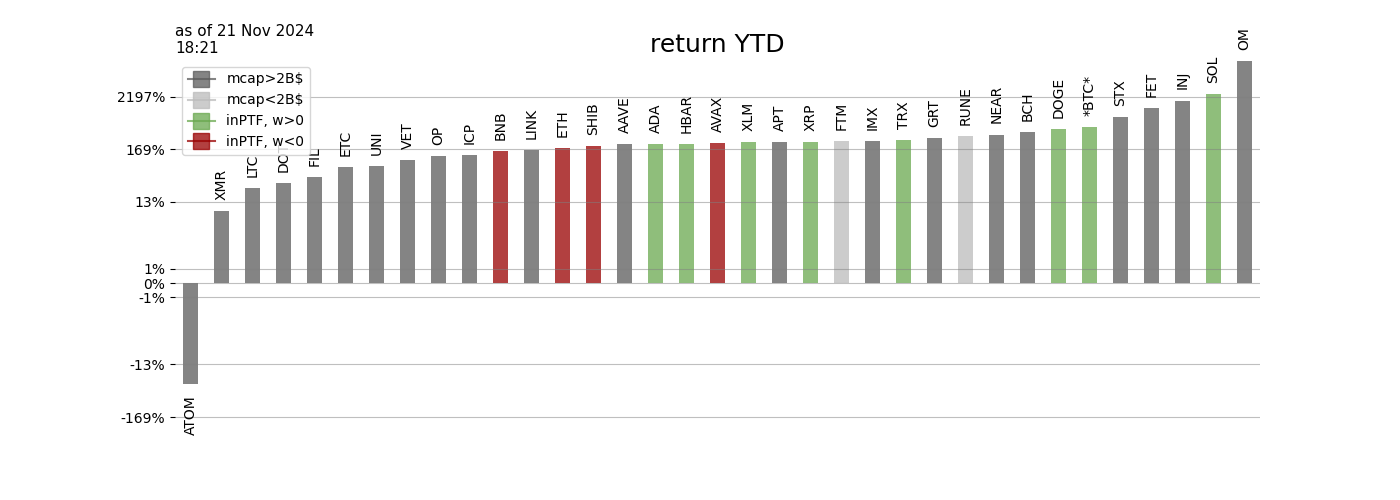 as of 21 Nov 2024
18:21
return YTD
mcap>2B$
mcap<2B$
inPTF, w>0
inPTF, w<0
2197%
169%
13%
1%
0%
-1%
-13%
-169%
ATOM
XMR
LTC
FIL
ETC
UNI
VET
OP
ICP
BNB
LINK
ETH
SHIB
AAVE
ADA
HBAR
AVAX
XLM
APT
XRP
FTM
IMX
TRX
GRT
RUNE
NEAR
BCH
DOGE
*BTC*
STX
FET
INJ
SOL
OM